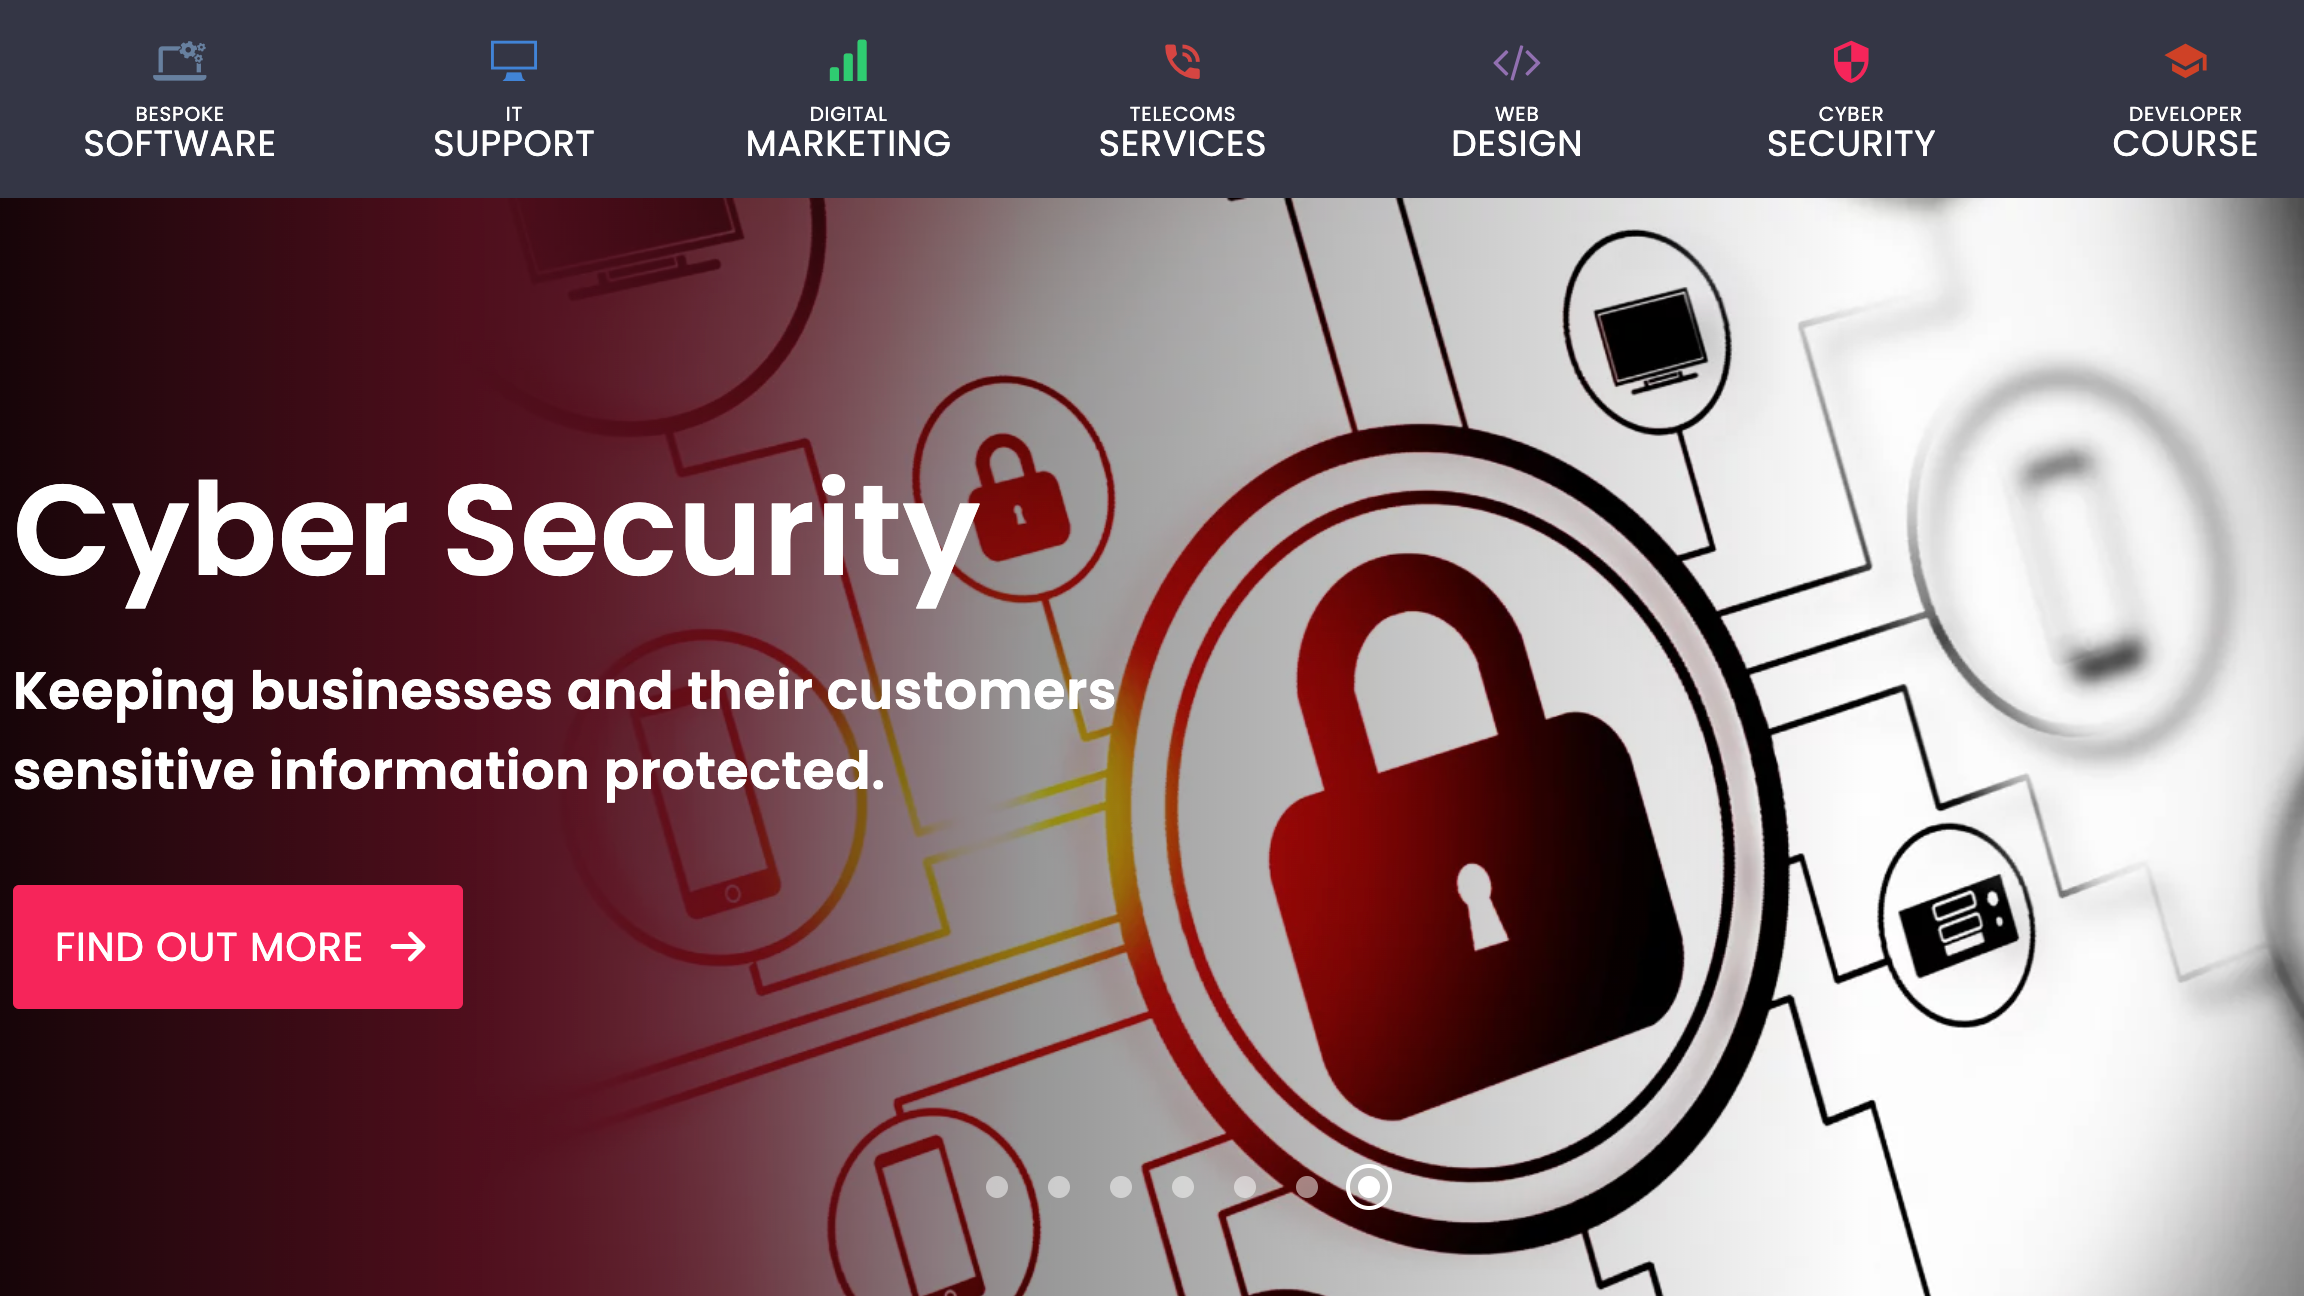 BESPOKE
SOFTWARE
IT
SUPPORT
DIGITAL
MARKETING
TELECOMS
SERVICES
WEB
DESIGN
CYBER
SECURITY
DEVELOPER
COURSE
Cyber Security
Keeping businesses and their customers
sensitive information protected.
FIND OUT MORE